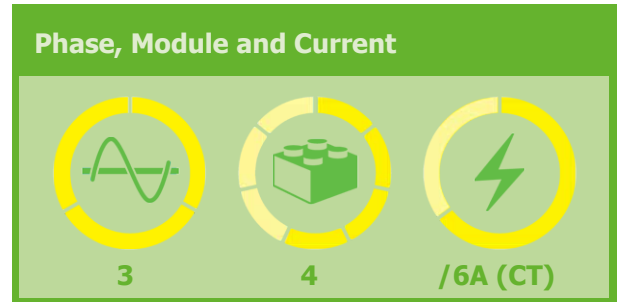 Phase, Module and Current
3 4 /6A (CT)